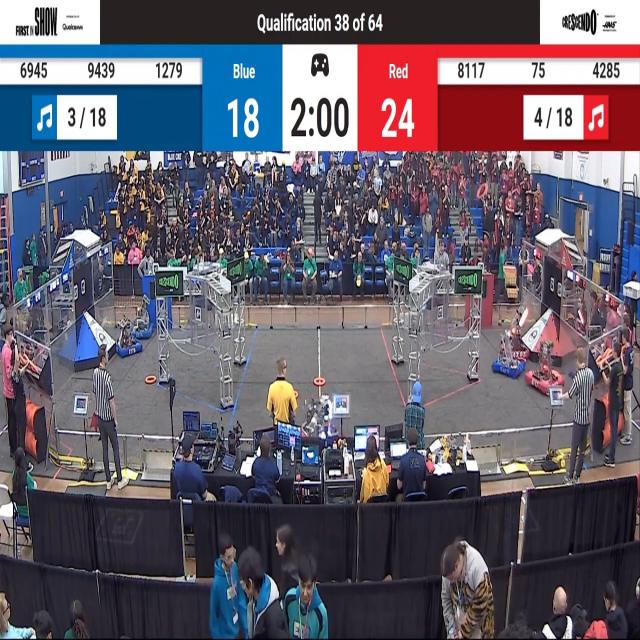 FIRST IN SHOW Qualcomm
Qualification 38 of 64
CRESCENDO
6945 9439 1279
Blue
Red
8117 75 4285
3 / 18
18
2:00
24
4 / 18